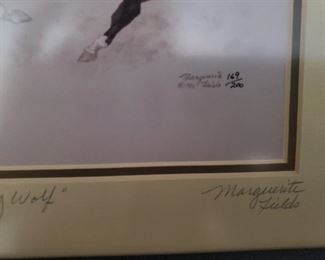 Marguerite 169
Fields 200
Wolf"
Marguerite
Fields